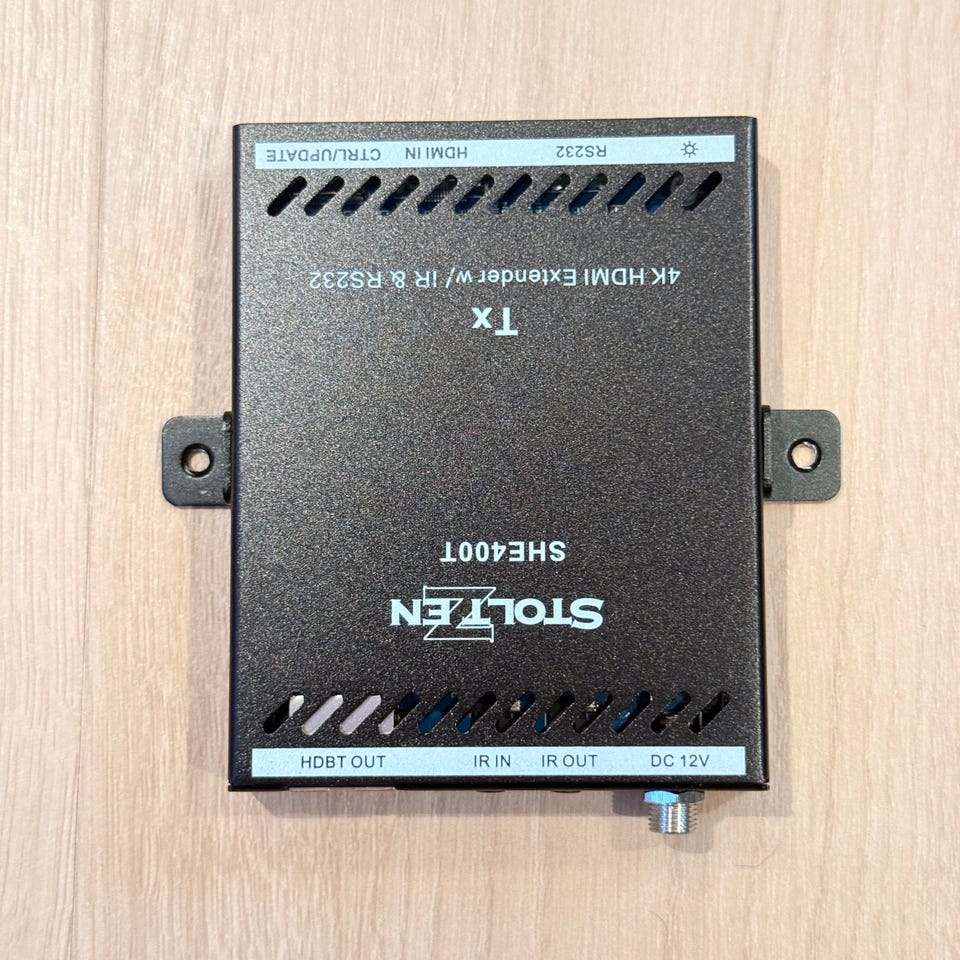 STOLTZEN
SHE400T
Tx
4K HDMI Extender w/ IR & RS232
RS232 HDMI IN CTRL/UPDATE
HDBT OUT IR IN IR OUT DC 12V